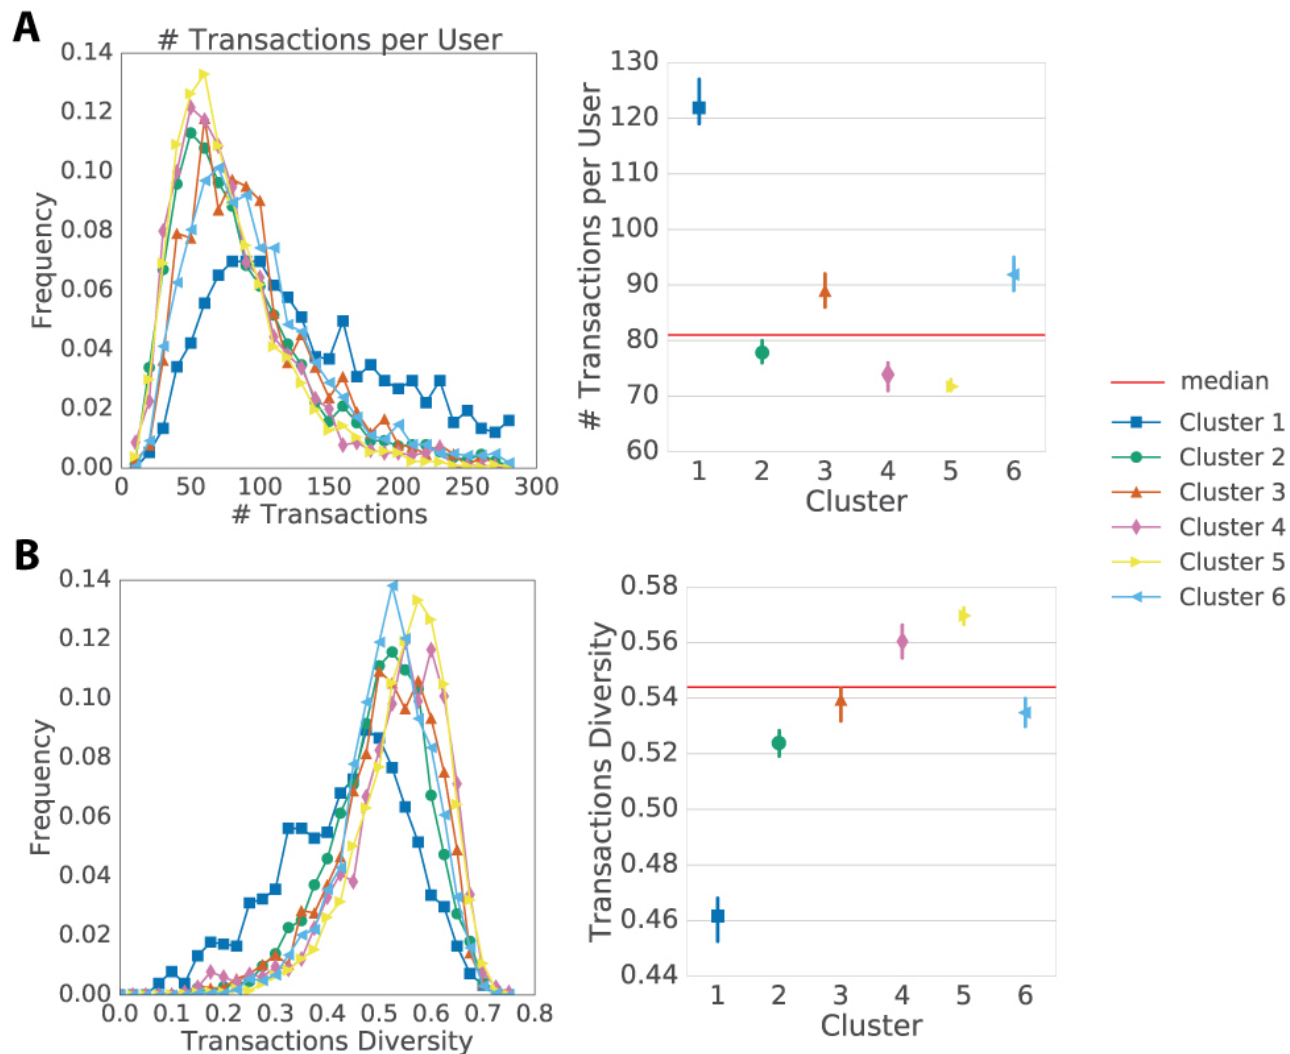 A
# Transactions per User
0.14
0.12
0.10
0.08
0.06
0.04
0.02
0.00
Frequency
0 50 100 150 200 250 300
# Transactions
130
120
110
100
90
80
70
60
# Transactions per User
1 2 3 4 5 6
Cluster
median
Cluster 1
Cluster 2
Cluster 3
Cluster 4
Cluster 5
Cluster 6
B
0.14
0.12
0.10
0.08
0.06
0.04
0.02
0.00
Frequency
0.0 0.1 0.2 0.3 0.4 0.5 0.6 0.7 0.8
Transactions Diversity
0.58
0.56
0.54
0.52
0.50
0.48
0.46
0.44
Transactions Diversity
1 2 3 4 5 6
Cluster